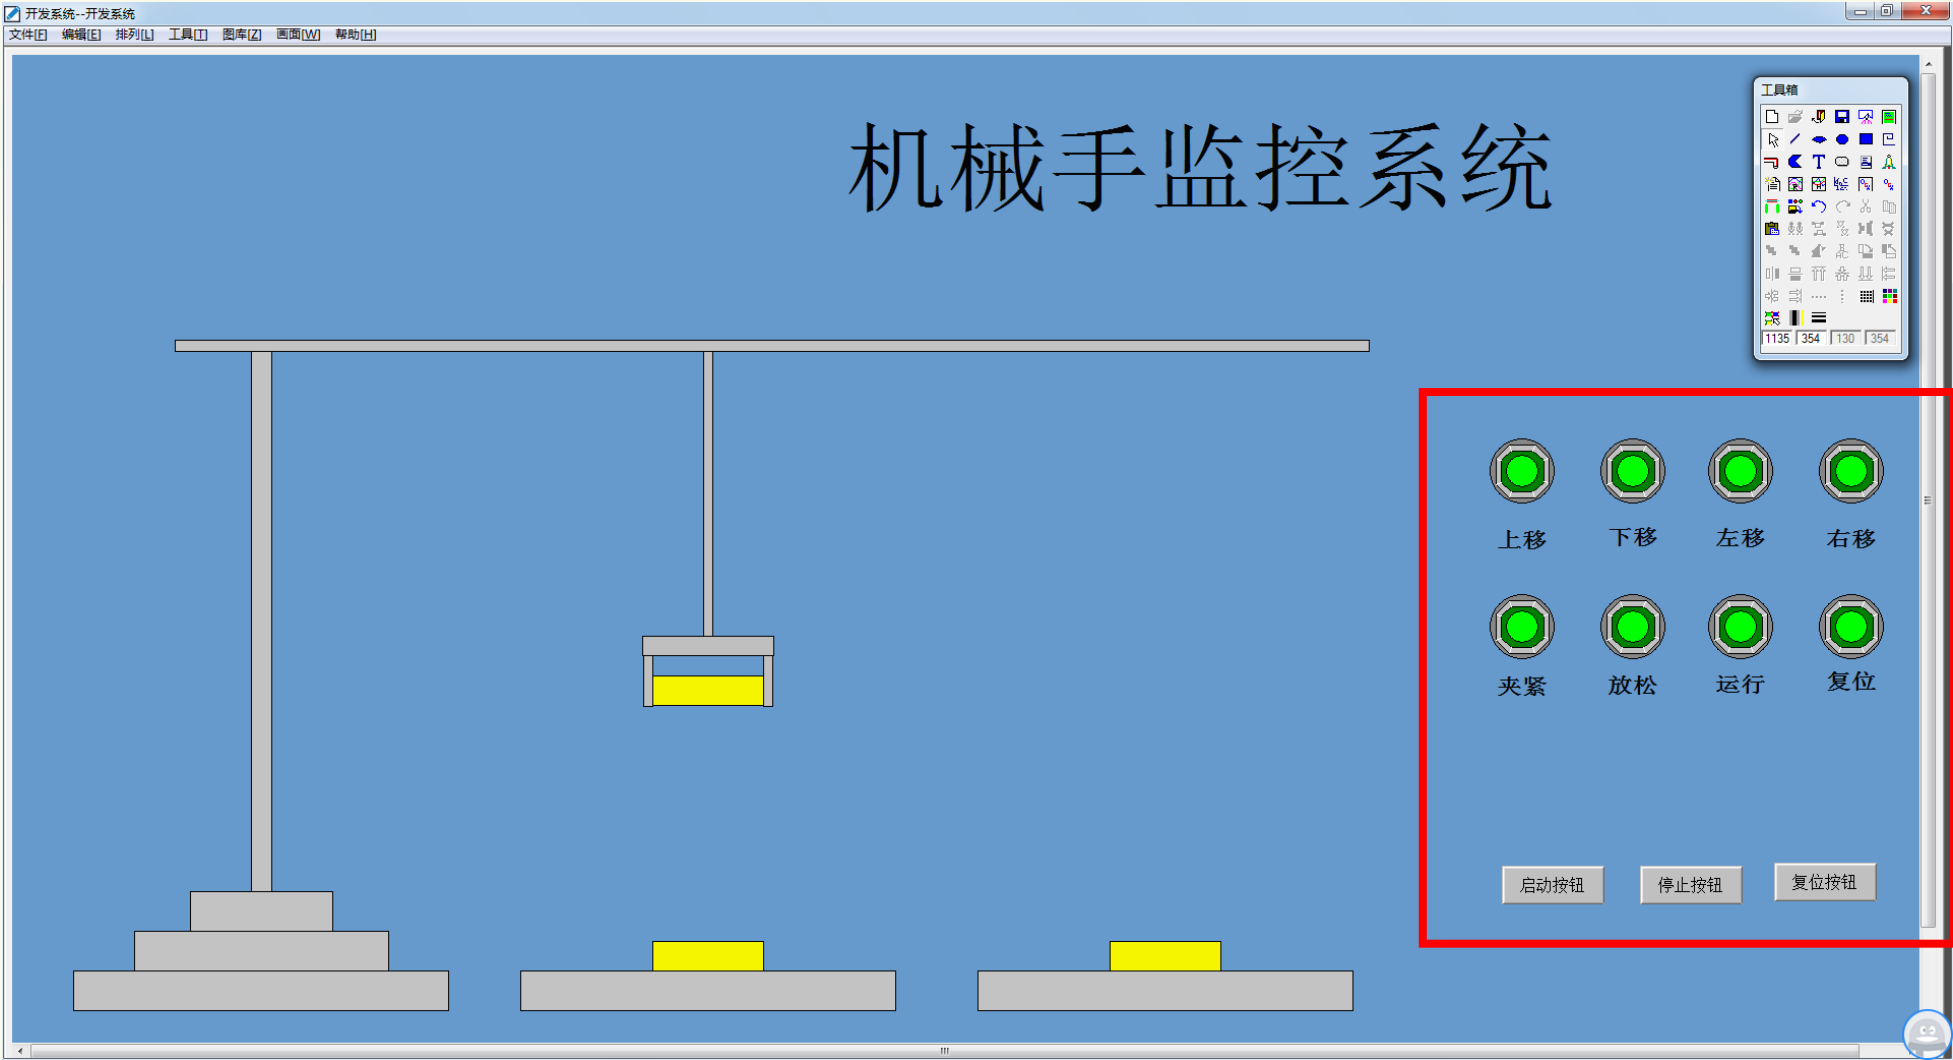 开发系统--开发系统
文件[F] 编辑[E] 排列[L] 工具[T] 图库[Z] 画面[W] 帮助[H]
机械手监控系统
工具箱
1135 354 130 354
上移 下移 左移 右移
夹紧 放松 运行 复位
启动按钮 停止按钮 复位按钮